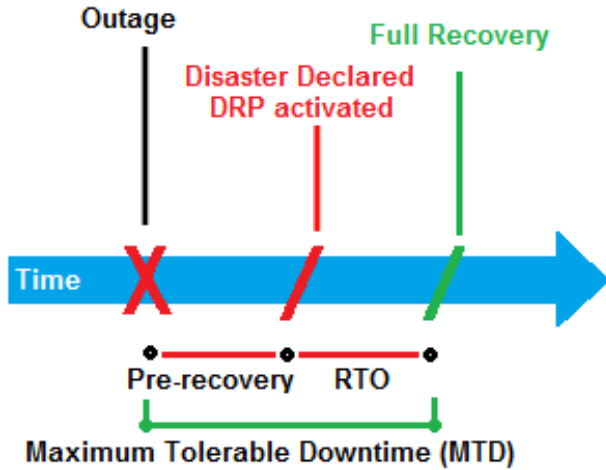 Outage
Full Recovery
Disaster Declared
DRP activated
Time
Pre-recovery
RTO
Maximum Tolerable Downtime (MTD)